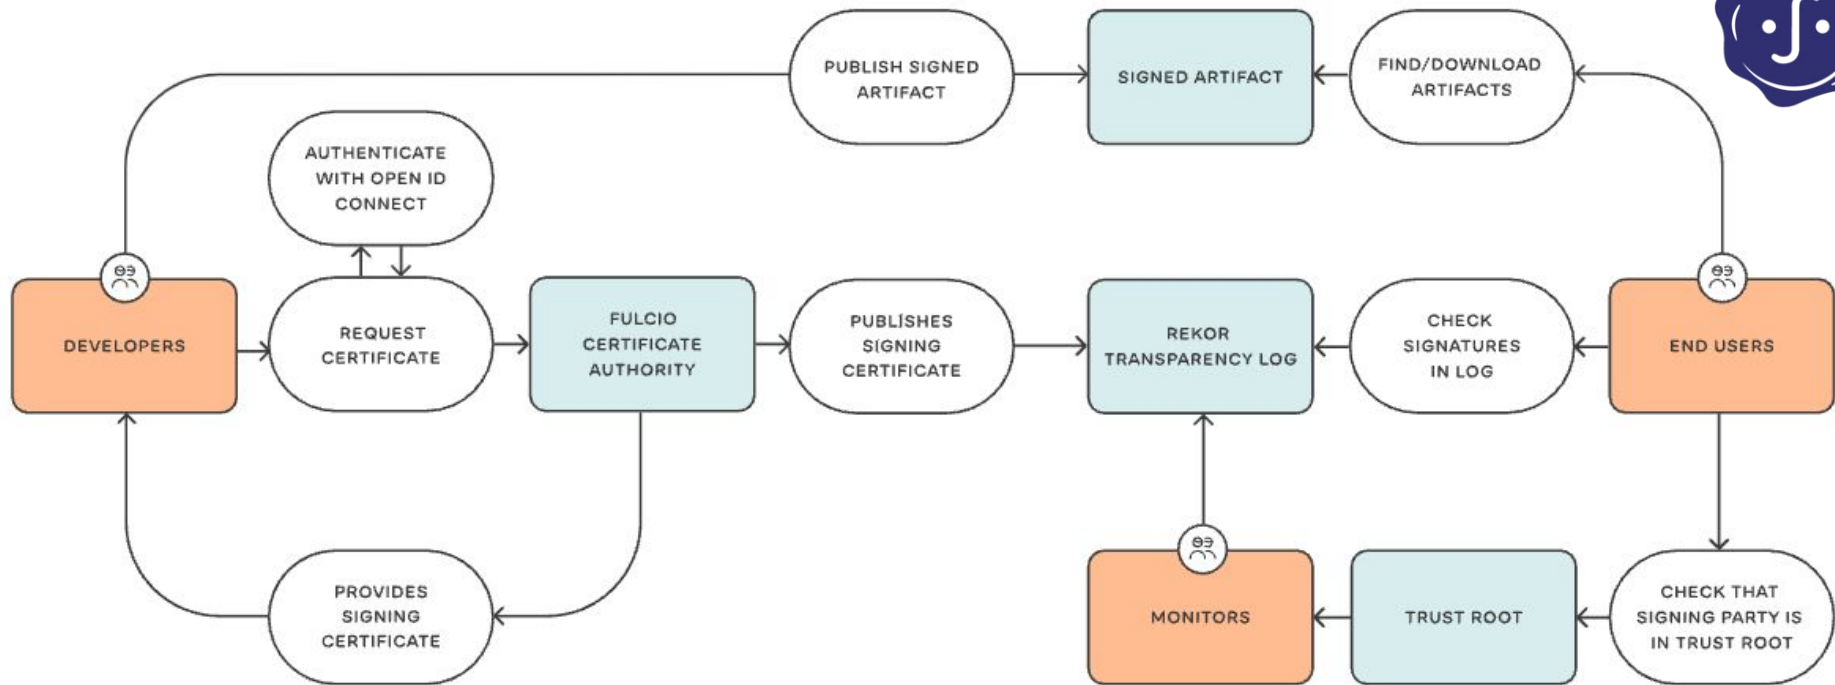 PUBLISH SIGNED
ARTIFACT
SIGNED ARTIFACT
FIND/DOWNLOAD
ARTIFACTS
AUTHENTICATE
WITH OPEN ID
CONNECT
DEVELOPERS
REQUEST
CERTIFICATE
FULCIO
CERTIFICATE
AUTHORITY
PUBLISHES
SIGNING
CERTIFICATE
REKOR
TRANSPARENCY LOG
CHECK
SIGNATURES
IN LOG
END USERS
PROVIDES
SIGNING
CERTIFICATE
MONITORS
TRUST ROOT
CHECK THAT
SIGNING PARTY IS
IN TRUST ROOT